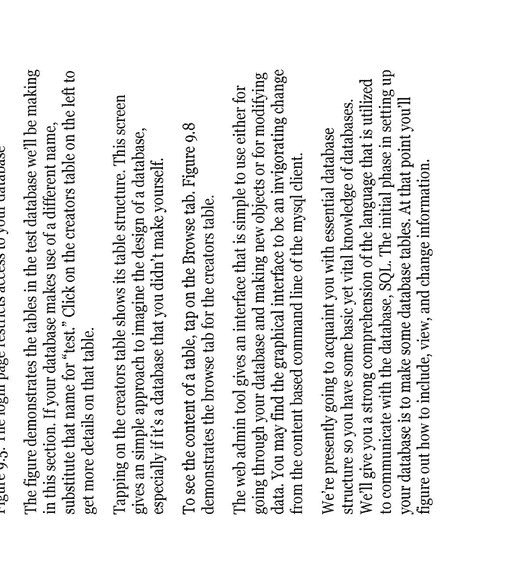 Figure 9.5. The login page restricts access to your database
The figure demonstrates the tables in the test database we'll be making
in this section. If your database makes use of a different name,
substitute that name for “test.” Click on the creators table on the left to
get more details on that table.
Tapping on the creators table shows its table structure. This screen
gives an simple approach to imagine the design of a database,
especially if it's a database that you didn't make yourself.
To see the content of a table, tap on the Browse tab. Figure 9.8
demonstrates the browse tab for the creators table.
The web admin tool gives an interface that is simple to use either for
going through your database and making new objects or for modifying
data. You may find the graphical interface to be an invigorating change
from the content based command line of the mysql client.
We're presently going to acquaint you with essential database
structure so you have some basic yet vital knowledge of databases.
We'll give you a strong comprehension of the language that is utilized
to communicate with the database, SQL. The initial phase in setting up
your database is to make some database tables. At that point you'll
figure out how to include, view, and change information.